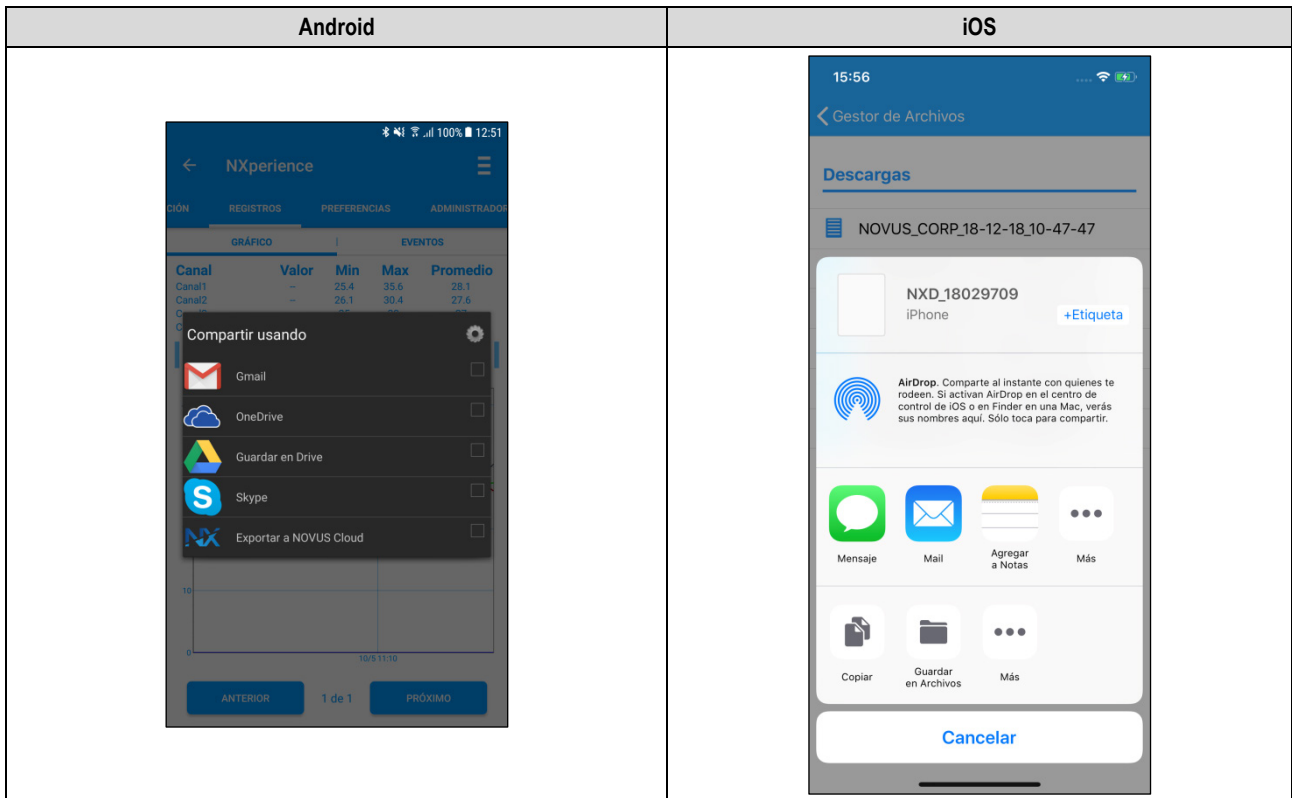 Android
iOS
100% 12:51
NXperience
CIÓN REGISTROS PREFERENCIAS ADMINISTRADOR
GRÁFICO | EVENTOS
Canal Valor Min Max Promedio
Canal1 – 25.4 35.6 28.1
Canal2 – 26.1 30.4 27.6
Compartir usando
Gmail
OneDrive
Guardar en Drive
Skype
Exportar a NOVUS Cloud
10
0
10/5 11:10
ANTERIOR 1 de 1 PRÓXIMO
15:56
Gestor de Archivos
Descargas
NOVUS_CORP_18-12-18_10-47-47
NXD_18029709
iPhone
+Etiqueta
AirDrop. Comparte al instante con quienes te
rodeen. Si activan AirDrop en el centro de
control de iOS o en Finder en una Mac, verás
sus nombres aquí. Sólo toca para compartir.
Mensaje
Mail
Agregar
a Notas
Más
Copiar
Guardar
en Archivos
Más
Cancelar